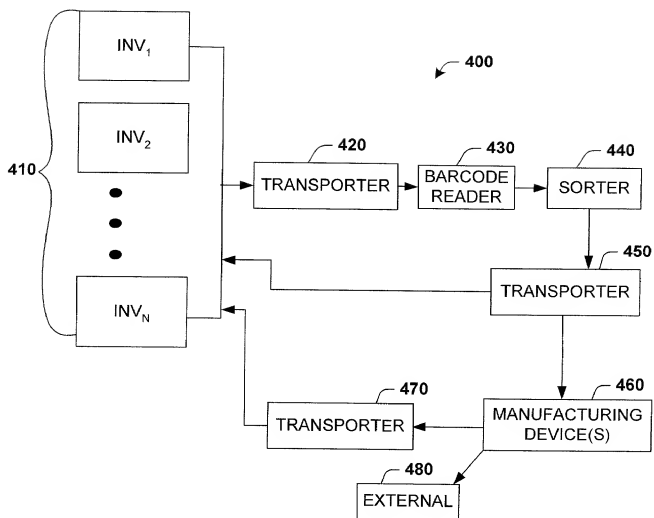 INV1
400
INV2
410
420
TRANSPORTER
430
BARCODE
READER
440
SORTER
450
TRANSPORTER
INVN
460
MANUFACTURING
DEVICE(S)
470
TRANSPORTER
480
EXTERNAL